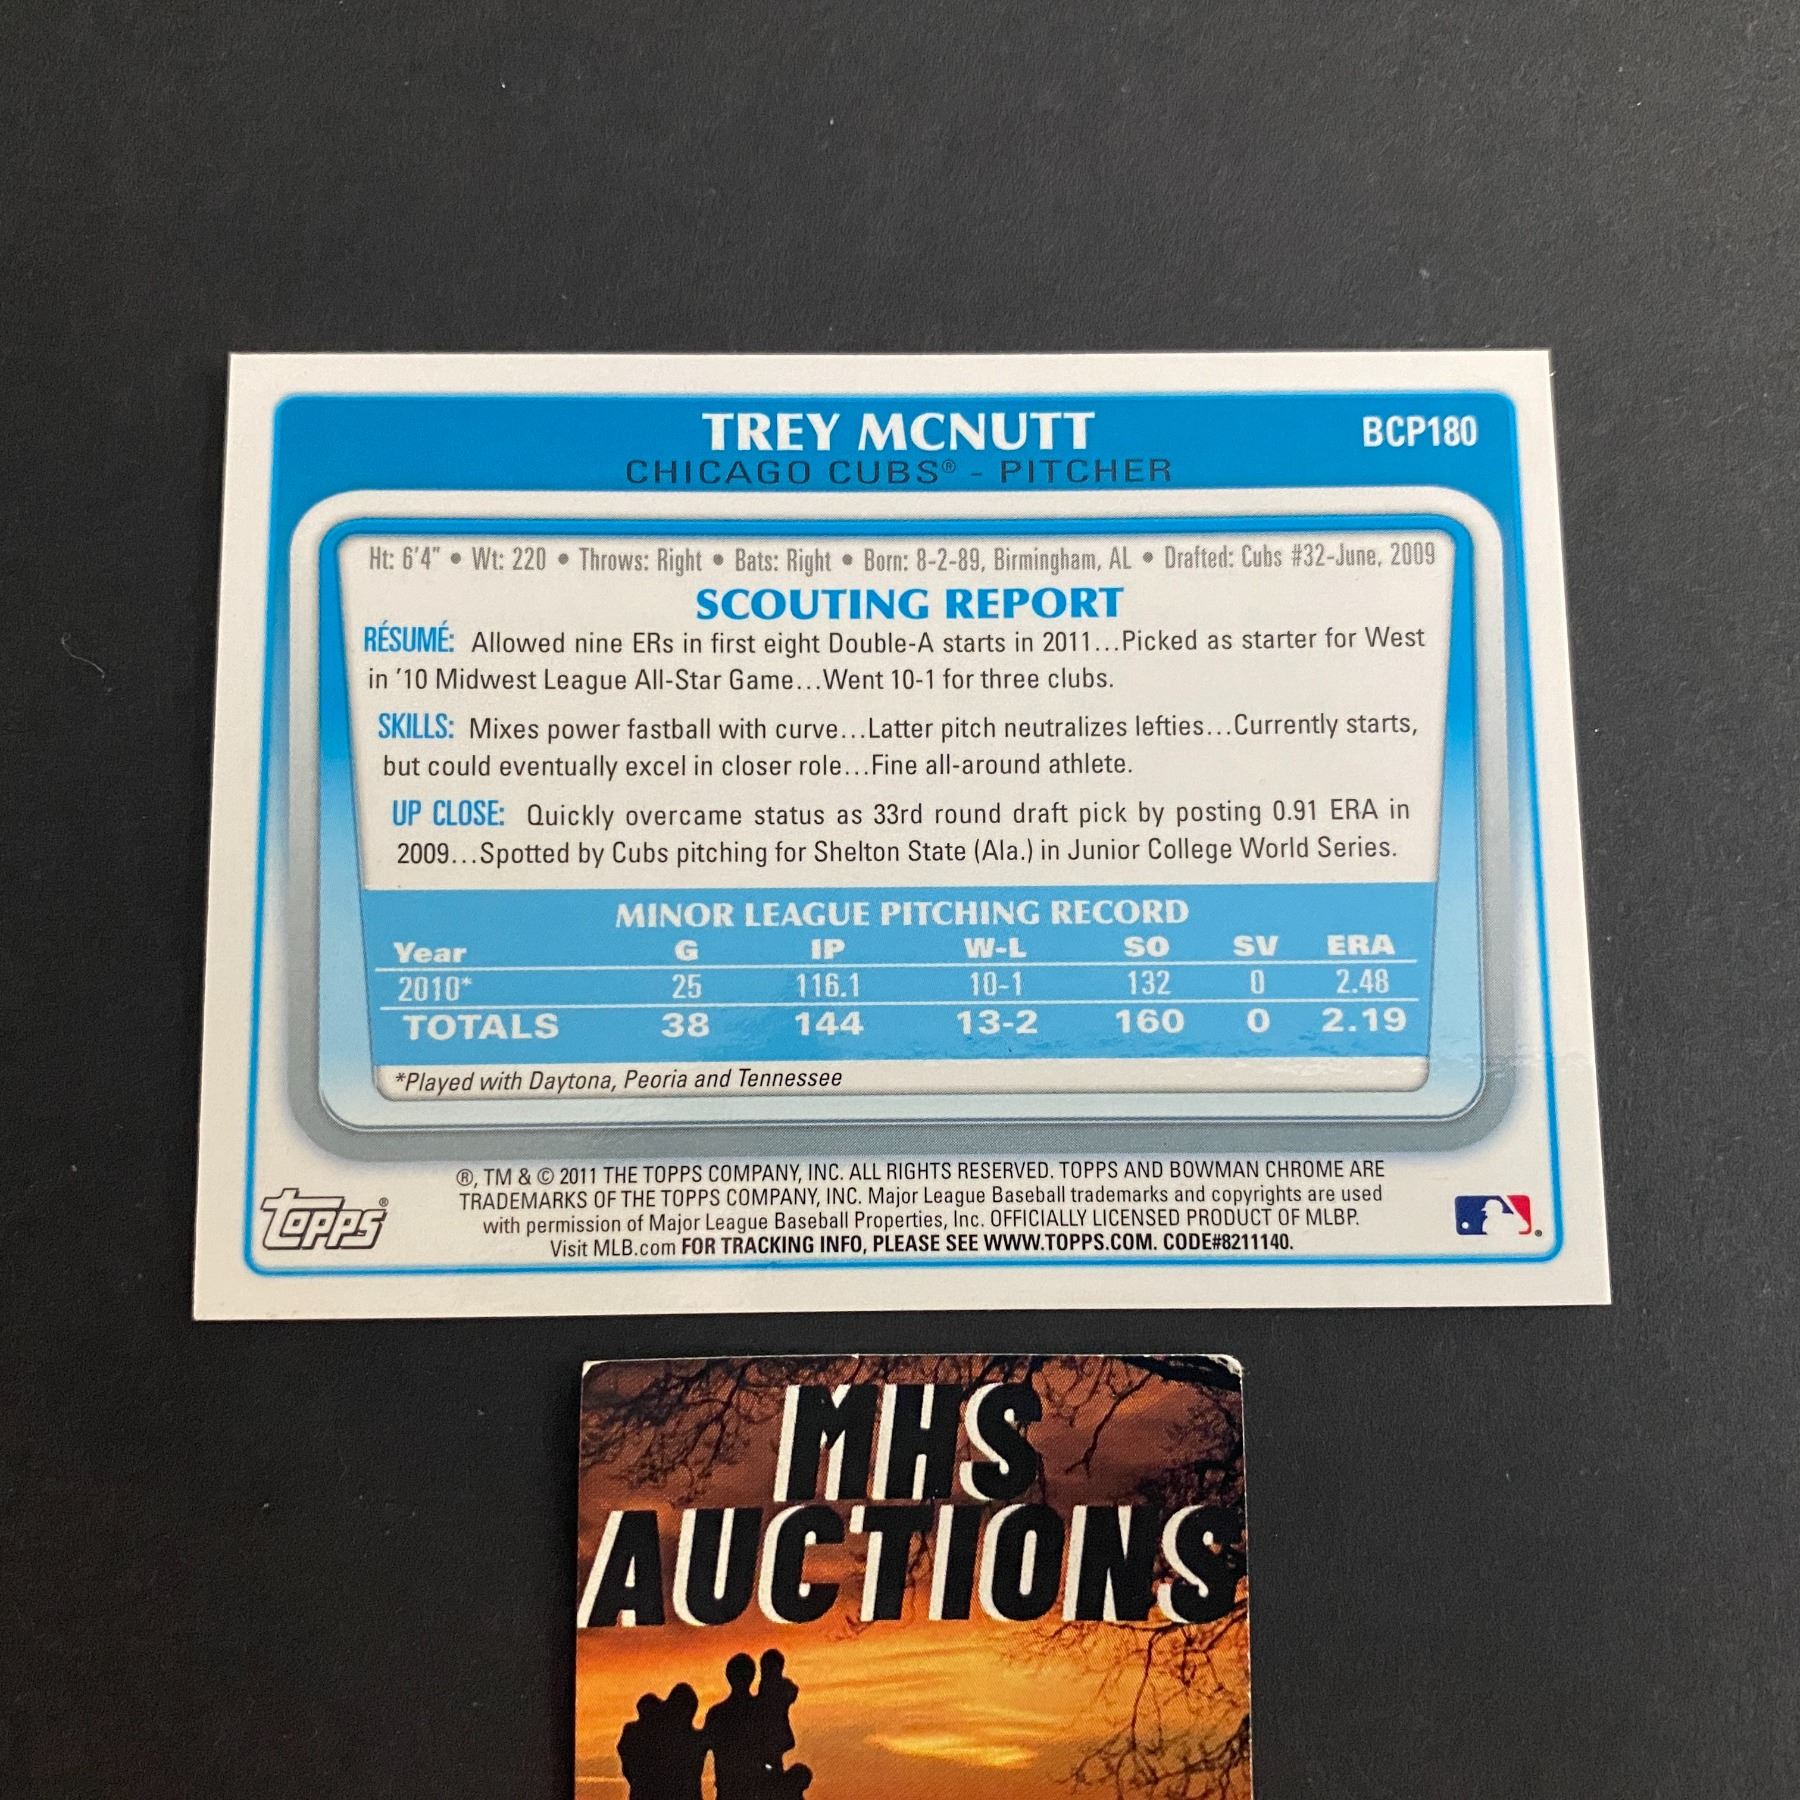 TREY MCNUTT
BCP180
CHICAGO CUBS® - PITCHER
Ht: 6'4" • Wt: 220 • Throws: Right • Bats: Right • Born: 8-2-89, Birmingham, AL • Drafted: Cubs #32-June, 2009
SCOUTING REPORT
RÉSUMÉ: Allowed nine ERs in first eight Double-A starts in 2011...Picked as starter for West
in '10 Midwest League All-Star Game...Went 10-1 for three clubs.
SKILLS: Mixes power fastball with curve...Latter pitch neutralizes lefties...Currently starts,
but could eventually excel in closer role...Fine all-around athlete.
UP CLOSE: Quickly overcame status as 33rd round draft pick by posting 0.91 ERA in
2009...Spotted by Cubs pitching for Shelton State (Ala.) in Junior College World Series.
MINOR LEAGUE PITCHING RECORD
Year G IP W-L SO SV ERA
2010* 25 116.1 10-1 132 0 2.48
TOTALS 38 144 13-2 160 0 2.19
*Played with Daytona, Peoria and Tennessee
®, TM & © 2011 THE TOPPS COMPANY, INC. ALL RIGHTS RESERVED. TOPPS AND BOWMAN CHROME ARE
TRADEMARKS OF THE TOPPS COMPANY, INC. Major League Baseball trademarks and copyrights are used
with permission of Major League Baseball Properties, Inc. OFFICIALLY LICENSED PRODUCT OF MLBP.
Visit MLB.com FOR TRACKING INFO, PLEASE SEE WWW.TOPPS.COM. CODE#8211140.
TOPPS®
MHS
AUCTIONS